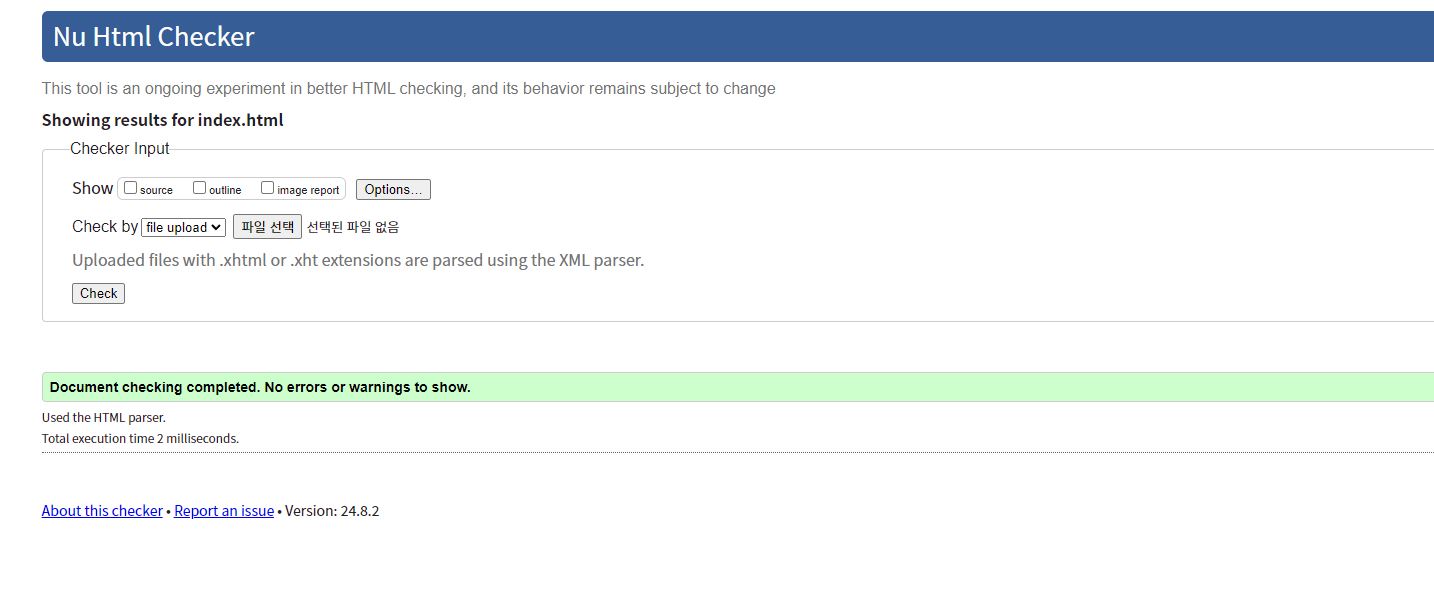 Nu Html Checker
This tool is an ongoing experiment in better HTML checking, and its behavior remains subject to change
Showing results for index.html
Checker Input
Show source outline image report Options...
Check by file upload 파일 선택 선택된 파일 없음
Uploaded files with .xhtml or .xht extensions are parsed using the XML parser.
Check
Document checking completed. No errors or warnings to show.
Used the HTML parser.
Total execution time 2 milliseconds.
About this checker • Report an issue • Version: 24.8.2